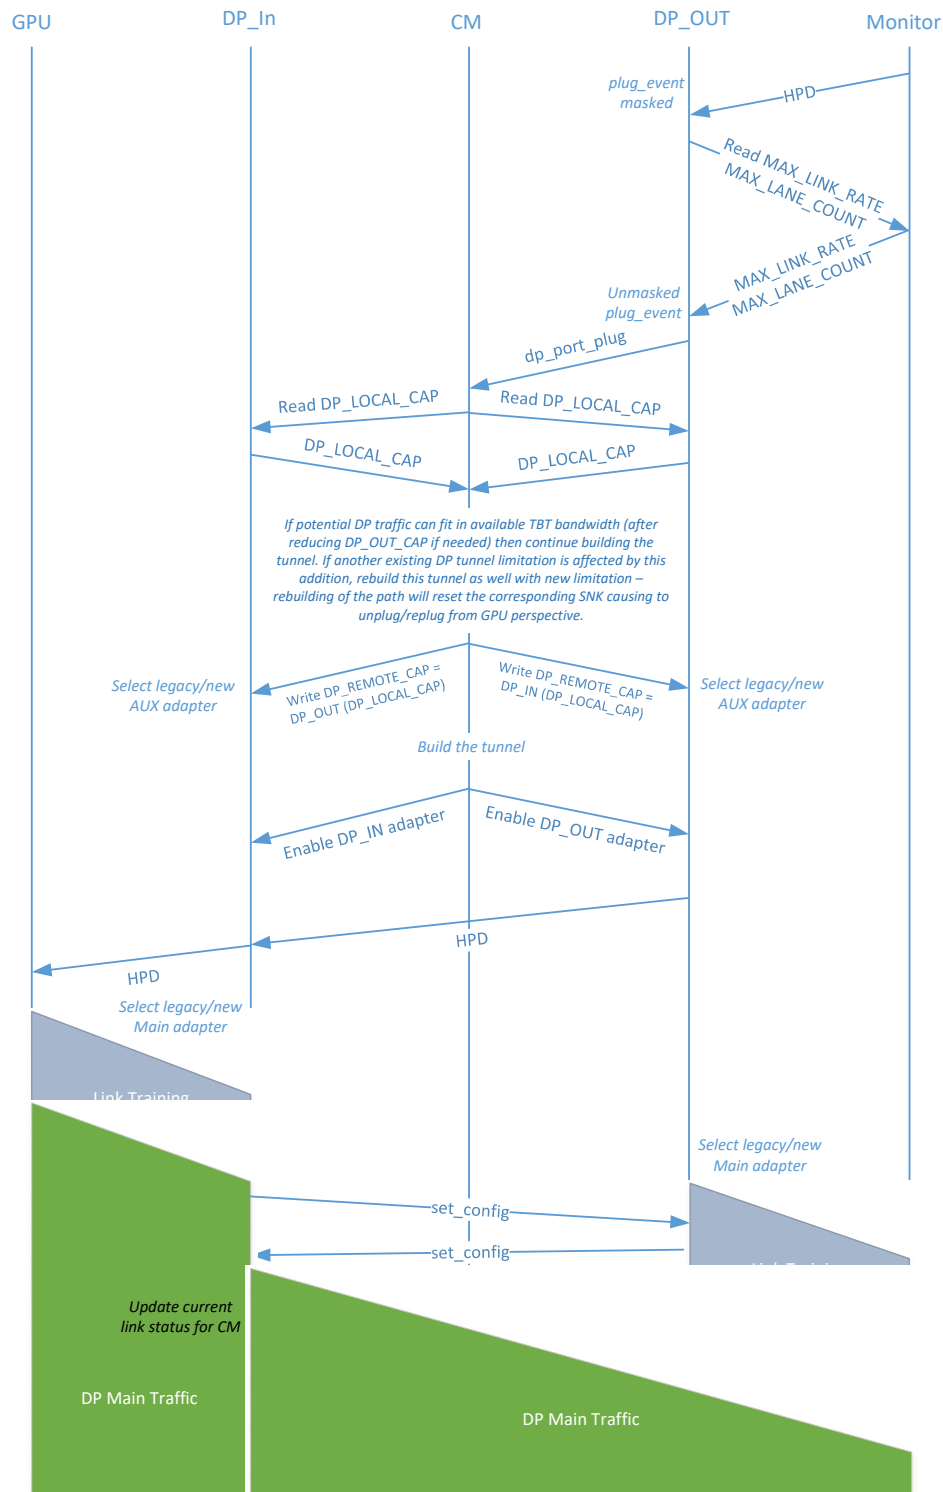 GPU
DP_In
CM
DP_OUT
Monitor
plug_event
masked
HPD
Read MAX_LINK_RATE
MAX_LANE_COUNT
MAX_LINK_RATE
MAX_LANE_COUNT
Unmasked
plug_event
dp_port_plug
Read DP_LOCAL_CAP
Read DP_LOCAL_CAP
DP_LOCAL_CAP
DP_LOCAL_CAP
If potential DP traffic can fit in available TBT bandwidth (after
reducing DP_OUT_CAP if needed) then continue building the
tunnel. If another existing DP tunnel limitation is affected by this
addition, rebuild this tunnel as well with new limitation –
rebuilding of the path will reset the corresponding SNK causing to
unplug/replug from GPU perspective.
Select legacy/new
AUX adapter
Write DP_REMOTE_CAP =
DP_OUT (DP_LOCAL_CAP)
Write DP_REMOTE_CAP =
DP_IN (DP_LOCAL_CAP)
Select legacy/new
AUX adapter
Build the tunnel
Enable DP_IN adapter
Enable DP_OUT adapter
HPD
HPD
Select legacy/new
Main adapter
Link Training
Select legacy/new
Main adapter
set_config
set_config
Update current
link status for CM
DP Main Traffic
DP Main Traffic